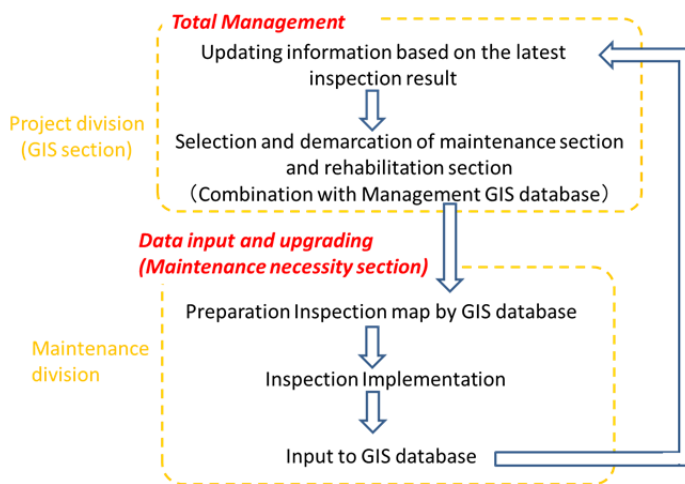 Total Management
Updating information based on the latest
inspection result
Project division
(GIS section)
Selection and demarcation of maintenance section
and rehabilitation section
（Combination with Management GIS database）
Data input and upgrading
(Maintenance necessity section)
Preparation Inspection map by GIS database
Maintenance
division
Inspection Implementation
Input to GIS database